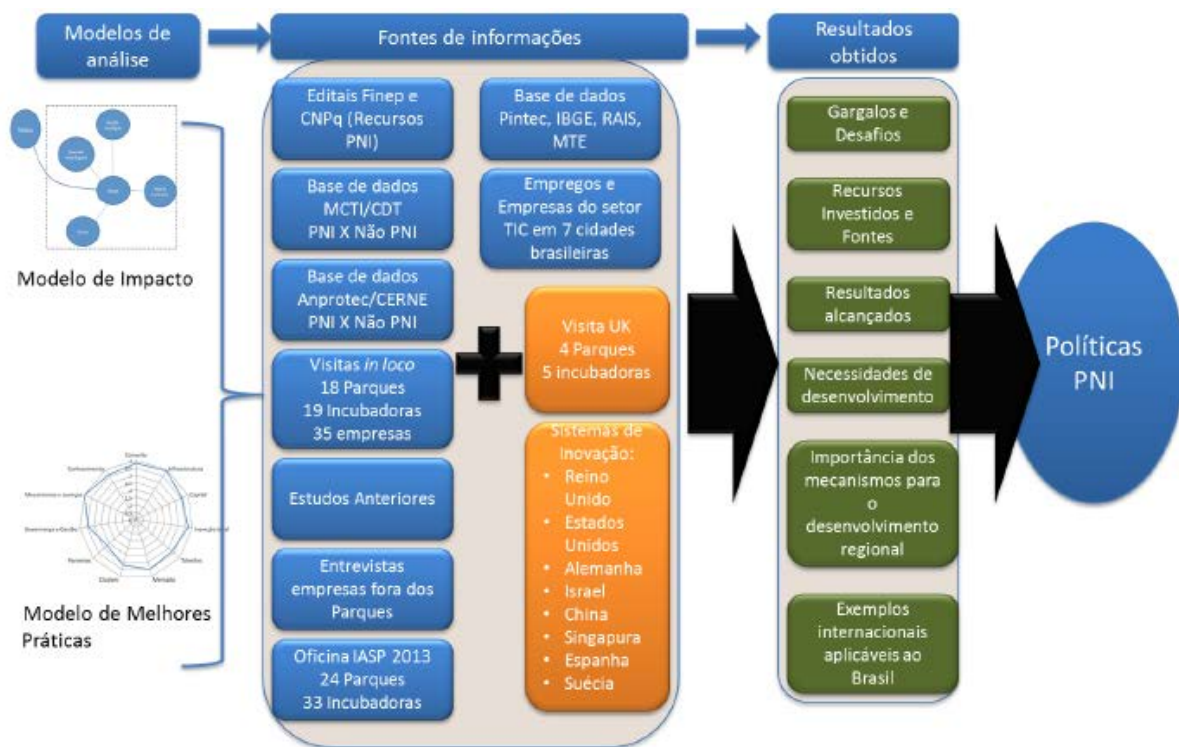 Modelos de
análise
Fontes de informações
Resultados
obtidos
Modelo de Impacto
Modelo de Melhores
Práticas
Editais Finep e
CNPq (Recursos
PNI)
Base de dados
MCTI/CDT
PNI X Não PNI
Base de dados
Anprotec/CERNE
PNI X Não PNI
Visitas in loco
18 Parques
19 Incubadoras
35 empresas
Estudos Anteriores
Entrevistas
empresas fora dos
Parques
Oficina IASP 2013
24 Parques
33 Incubadoras
Base de dados
Pintec, IBGE, RAIS,
MTE
Empregos e
Empresas do setor
TIC em 7 cidades
brasileiras
Visita UK
4 Parques
5 incubadoras
Sistemas de
Inovação:
• Reino
Unido
• Estados
Unidos
• Alemanha
• Israel
• China
• Singapura
• Espanha
• Suécia
Gargalos e
Desafios
Recursos
Investidos e
Fontes
Resultados
alcançados
Necessidades de
desenvolvimento
Importância dos
mecanismos para
o
desenvolvimento
regional
Exemplos
internacionais
aplicáveis ao
Brasil
Políticas
PNI